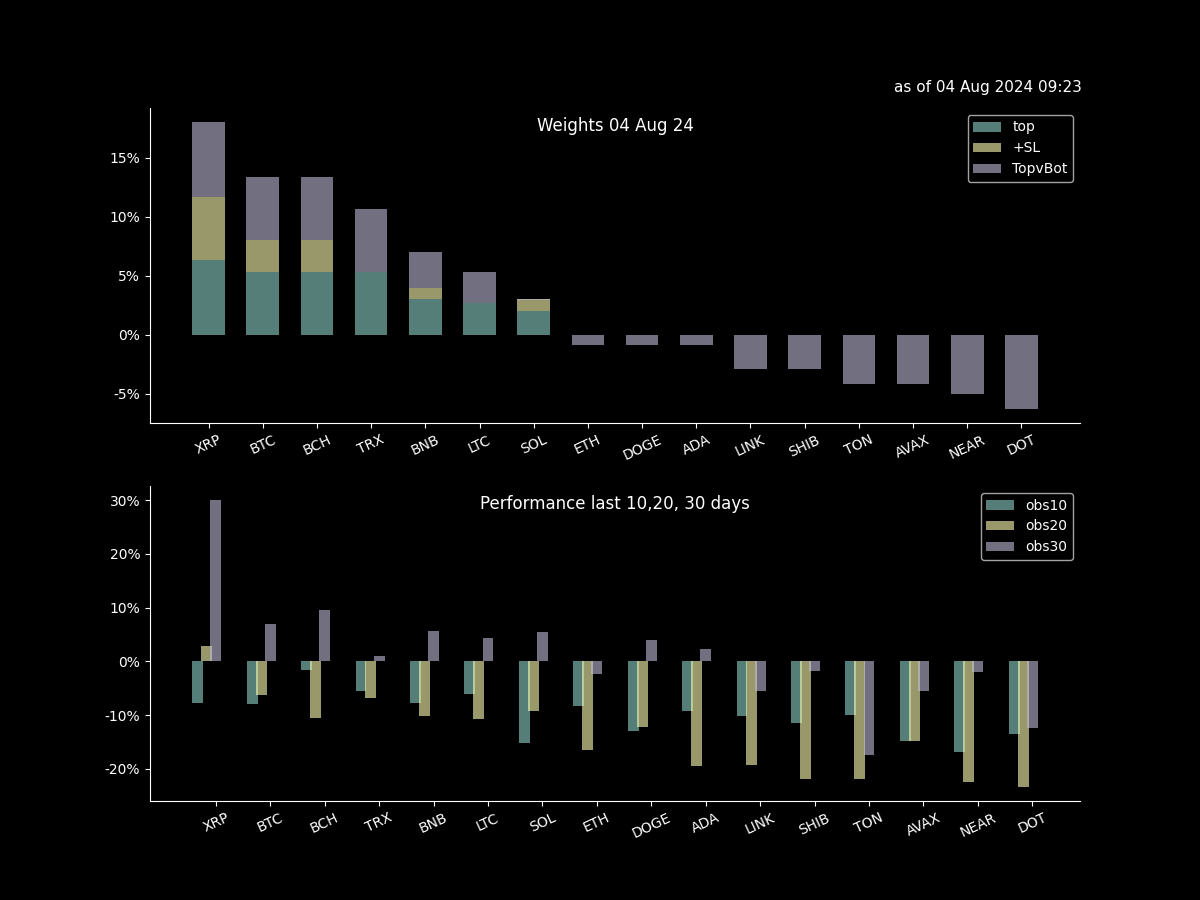 as of 04 Aug 2024 09:23
Weights 04 Aug 24
top
+SL
TopvBot
15%
10%
5%
0%
-5%
XRP BTC BCH TRX BNB LTC SOL ETH DOGE ADA LINK SHIB TON AVAX NEAR DOT
Performance last 10,20, 30 days
obs10
obs20
obs30
30%
20%
10%
0%
-10%
-20%
XRP BTC BCH TRX BNB LTC SOL ETH DOGE ADA LINK SHIB TON AVAX NEAR DOT